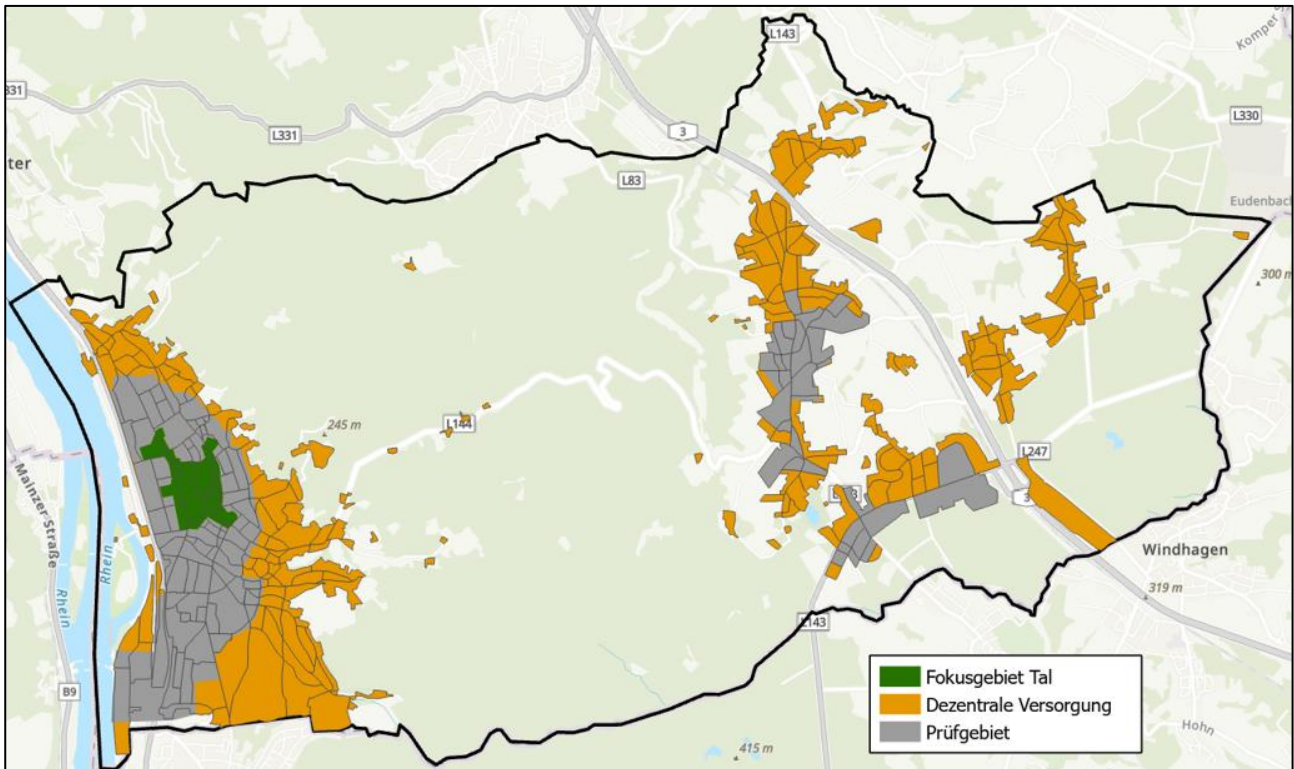 L143
Komper
331
L331
3
L330
ter
L83
Eudenbach
300 m
245 m
L144
L247
3
Mainzer Straße
Rhein
Rhein
Windhagen
319 m
L143
B9
Hohn
415 m
Fokusgebiet Tal
Dezentrale Versorgung
Prüfgebiet